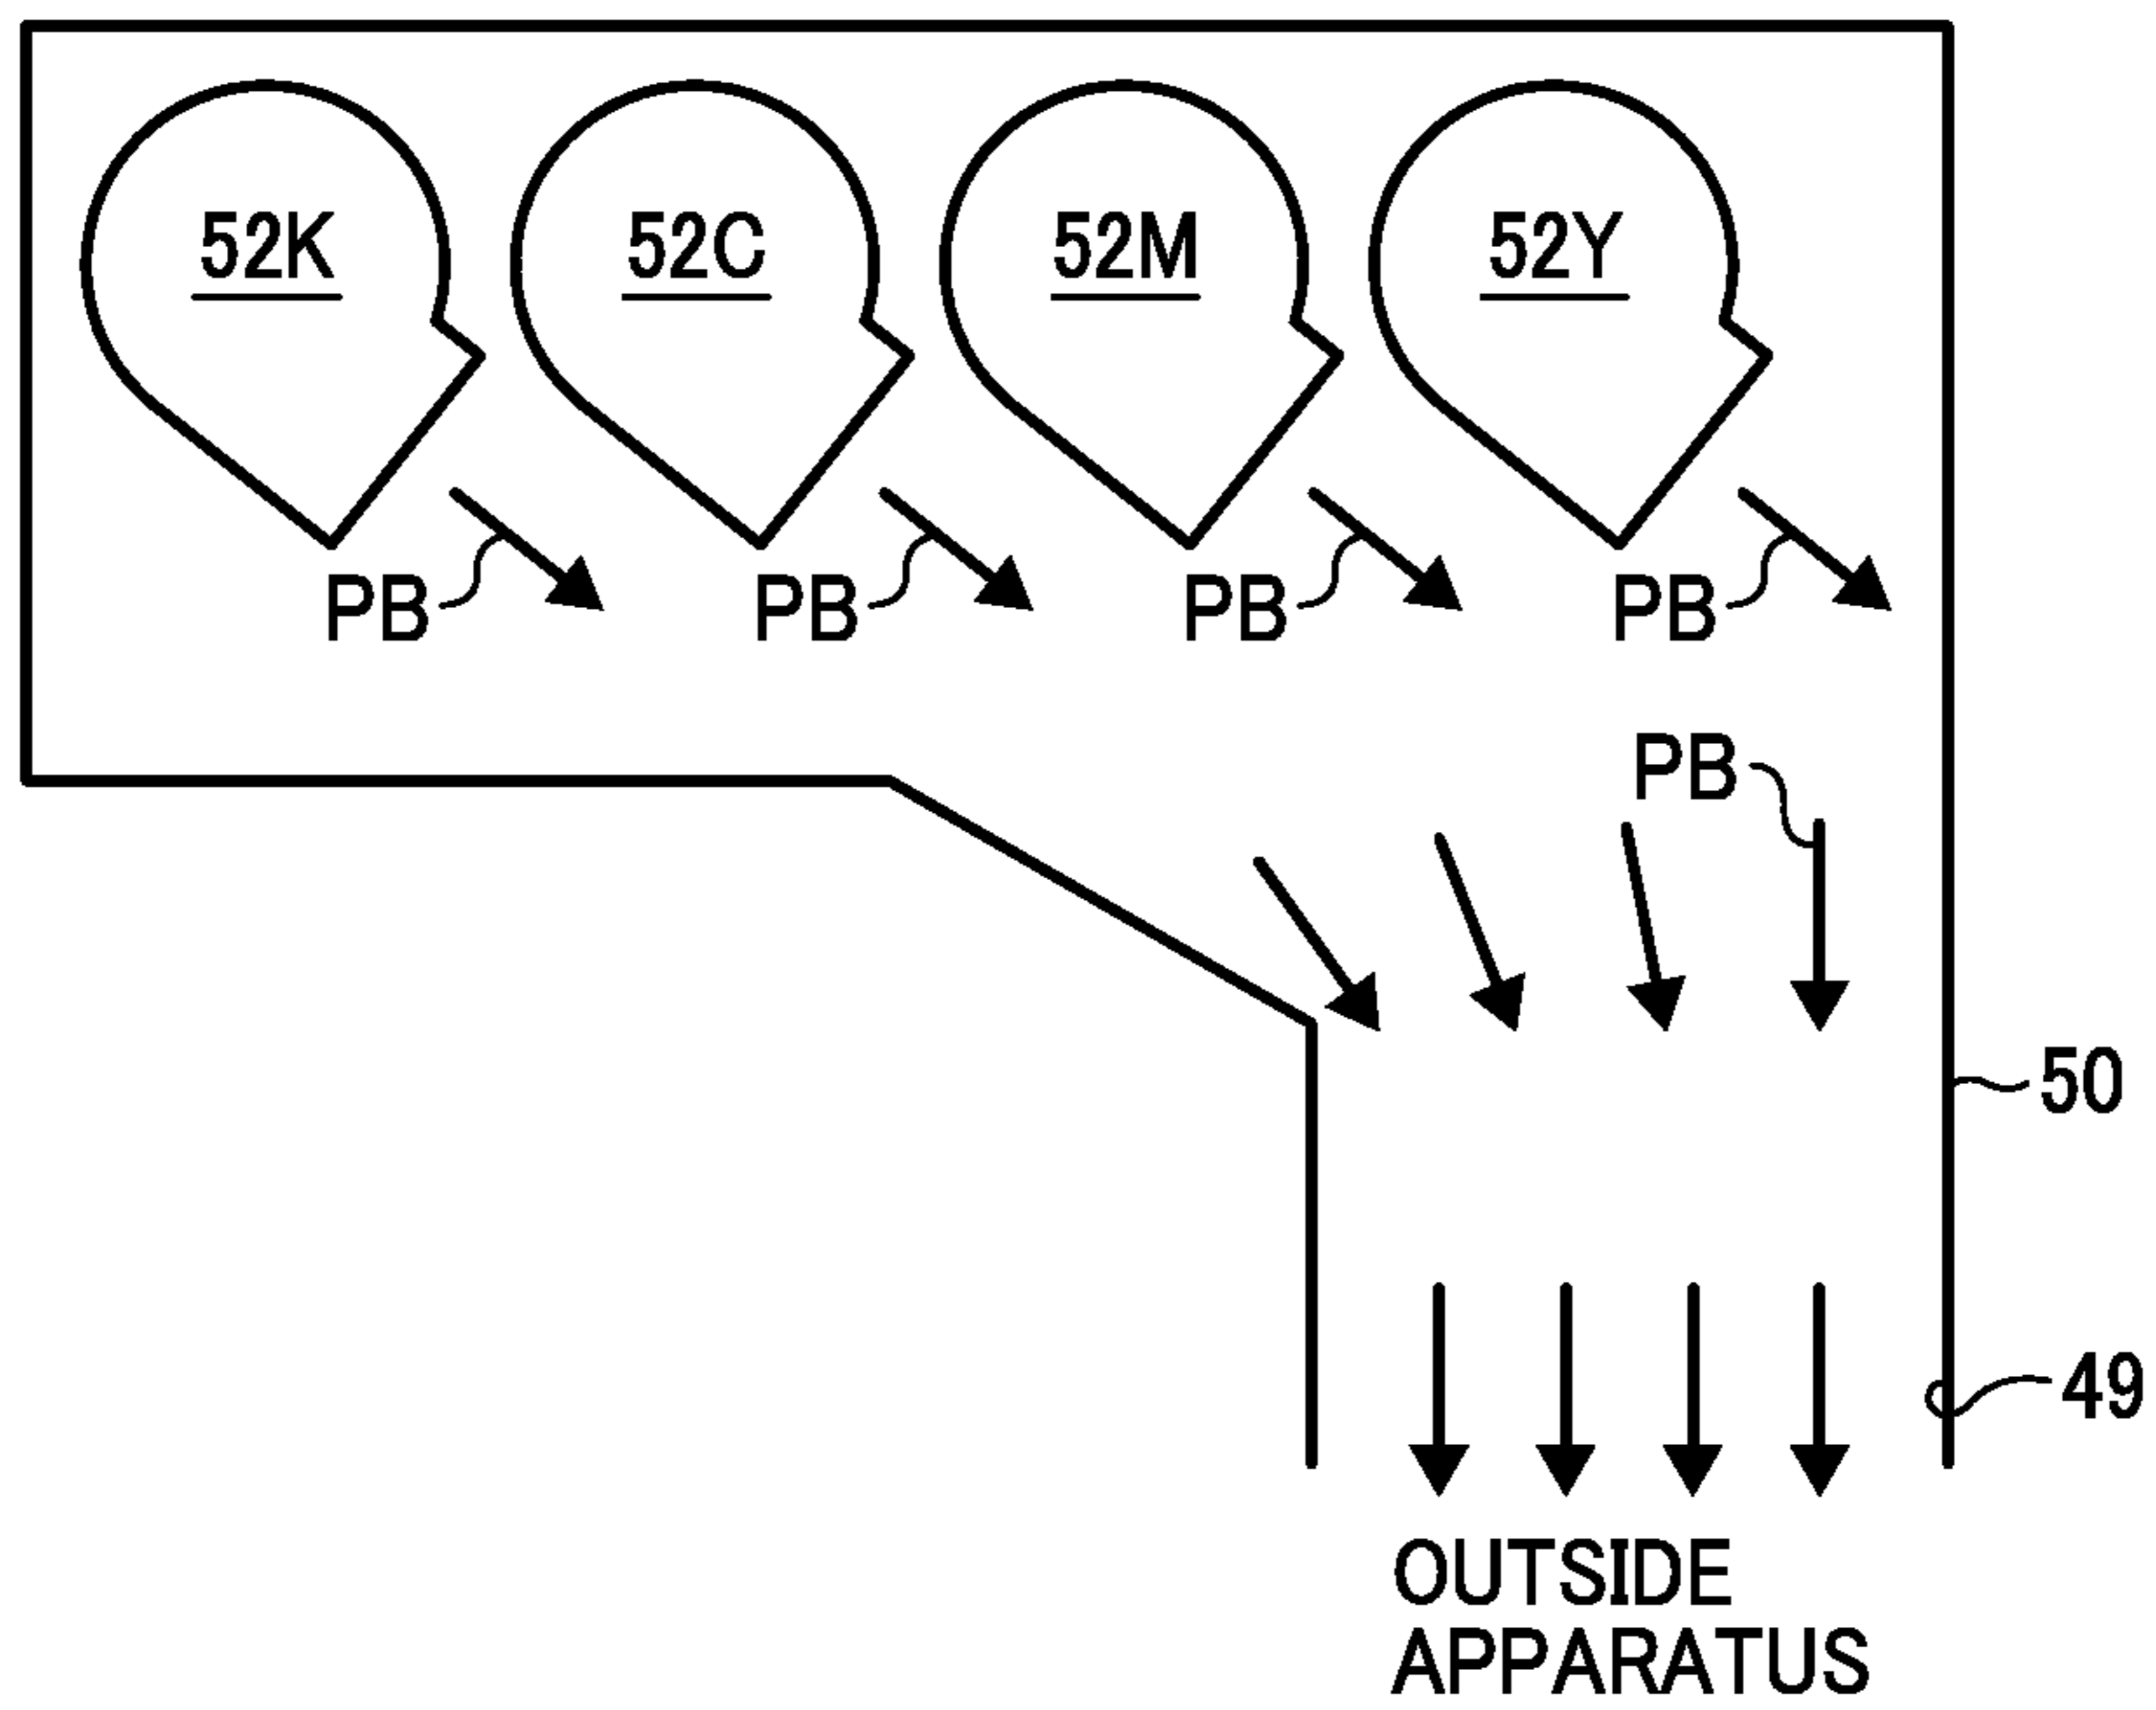 52K 52C 52M 52Y
PB PB PB PB
PB
50
49
OUTSIDE
APPARATUS